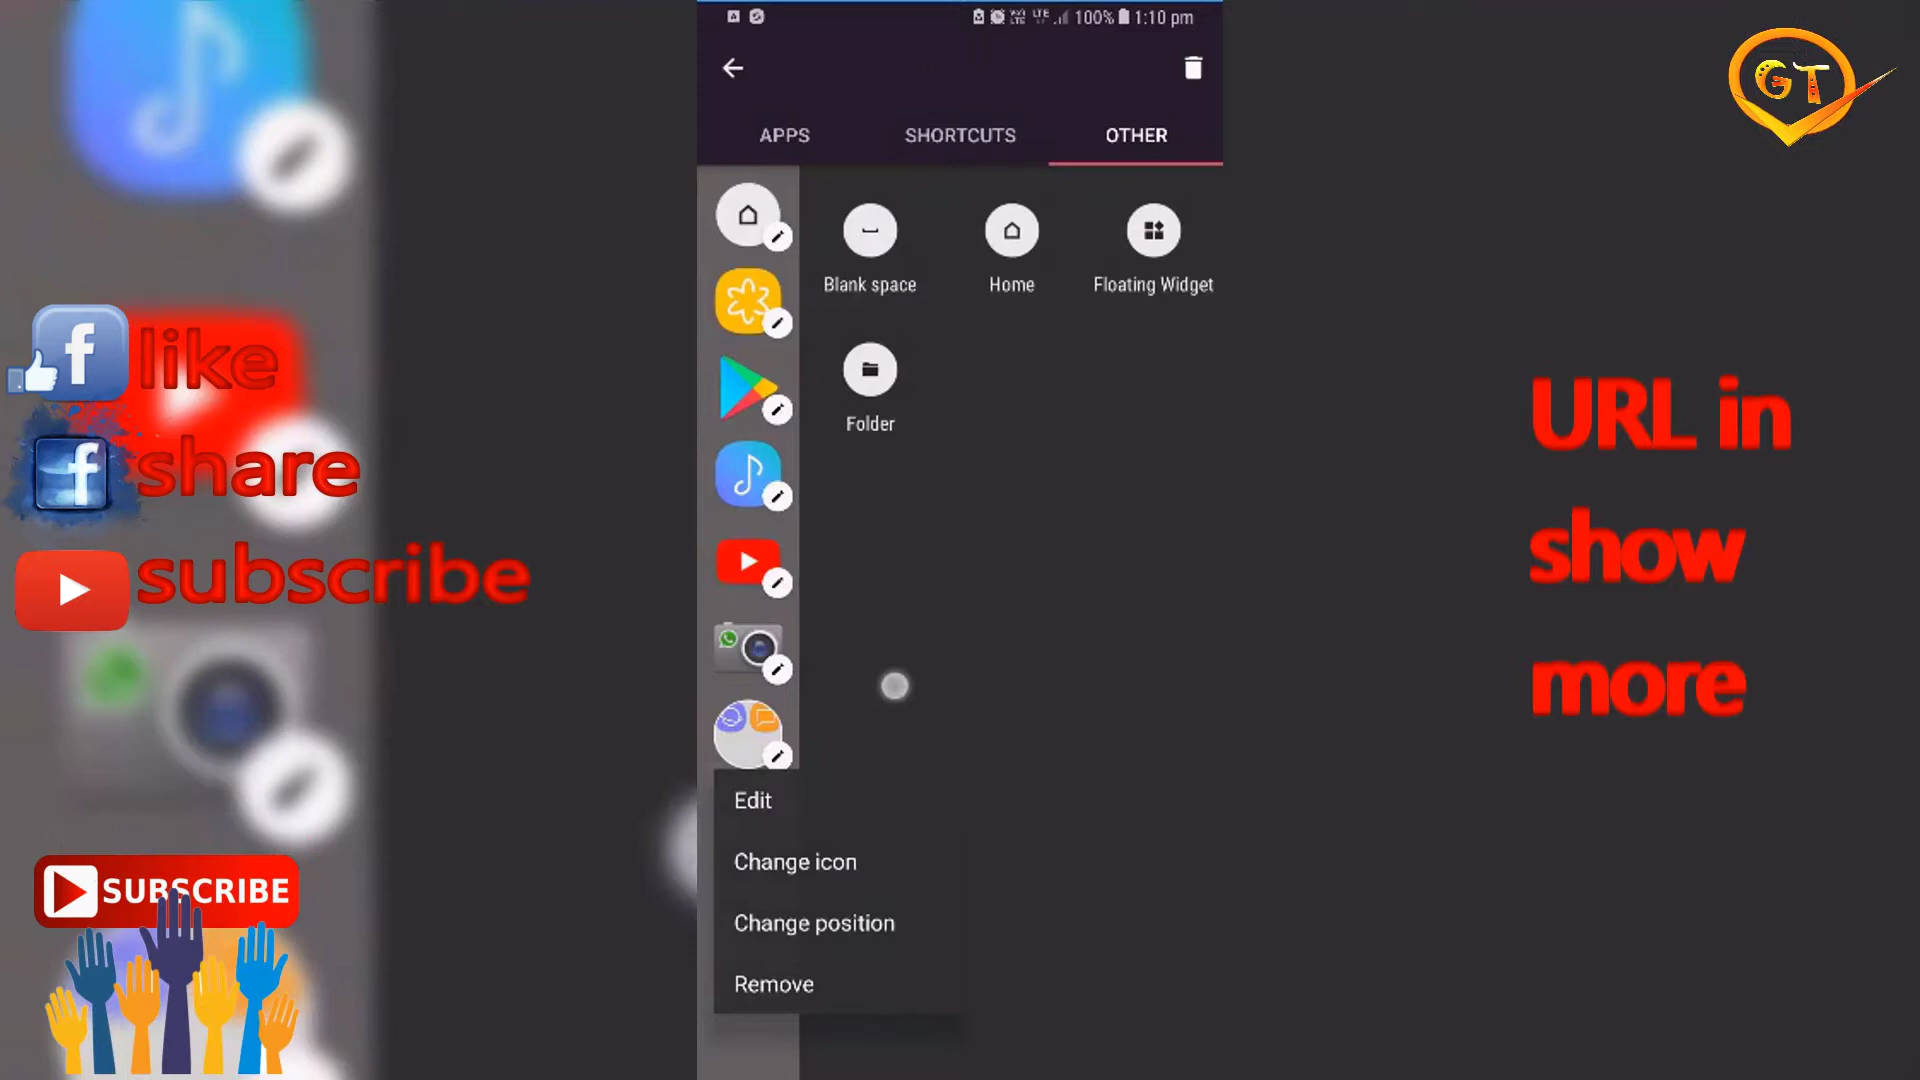 100% 1:10 pm
GT
APPS SHORTCUTS OTHER
Blank space Home Floating Widget
Folder
Edit
Change icon
Change position
Remove
like
share
subscribe
SUBSCRIBE
URL in
show
more